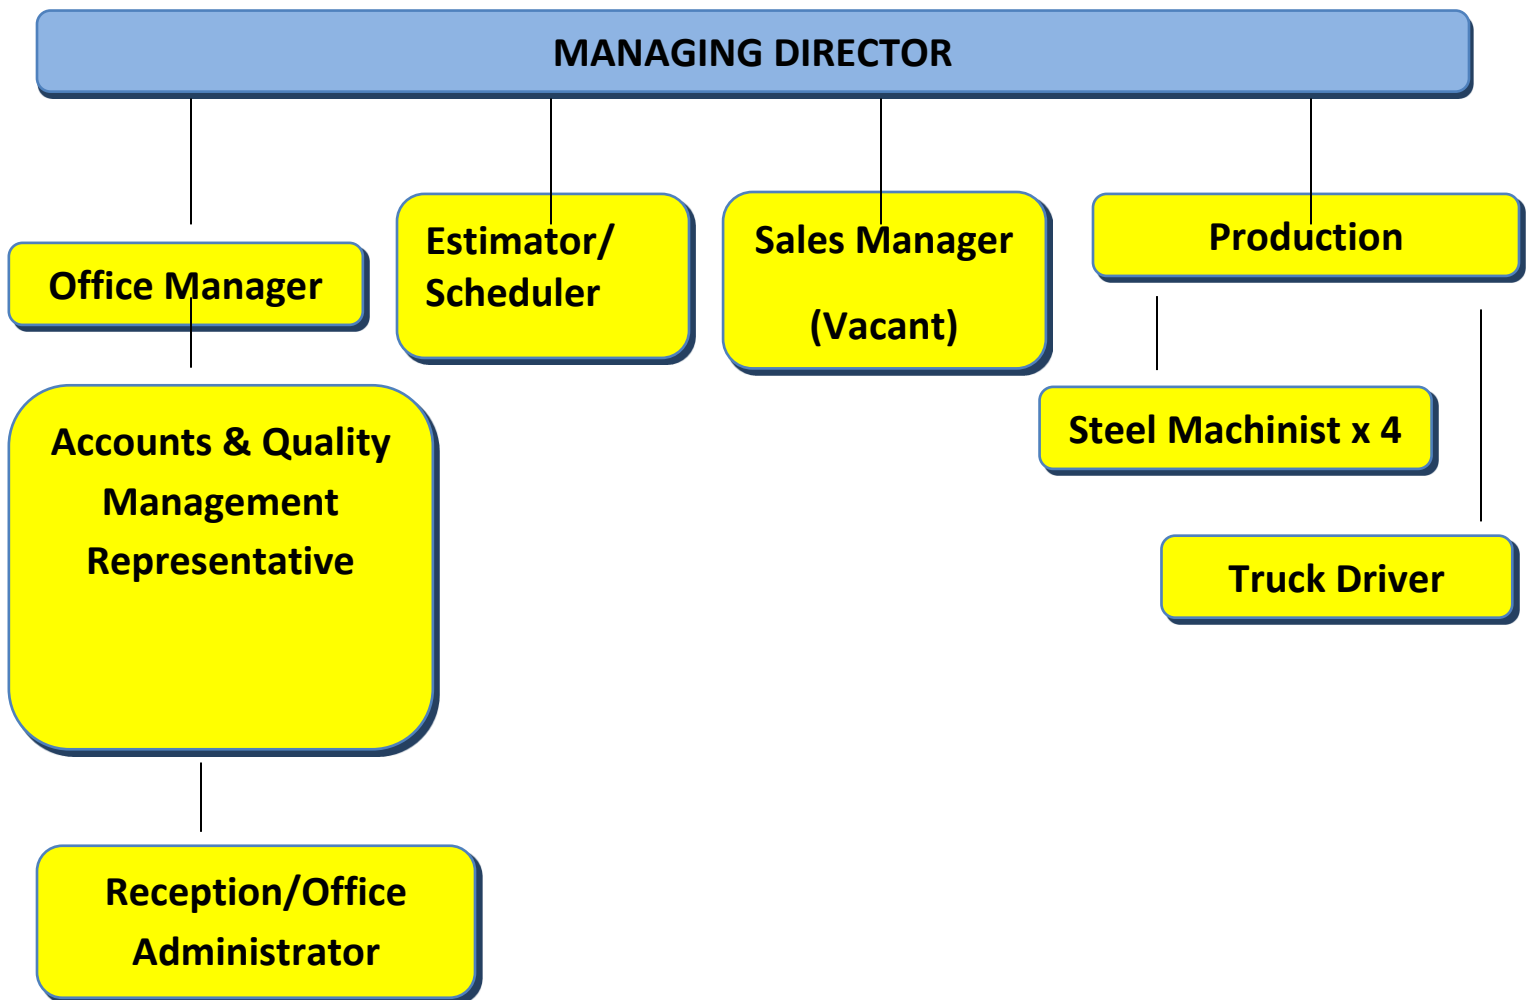 MANAGING DIRECTOR
Office Manager
Estimator/
Scheduler
Sales Manager
(Vacant)
Production
Accounts & Quality
Management
Representative
Steel Machinist x 4
Truck Driver
Reception/Office
Administrator